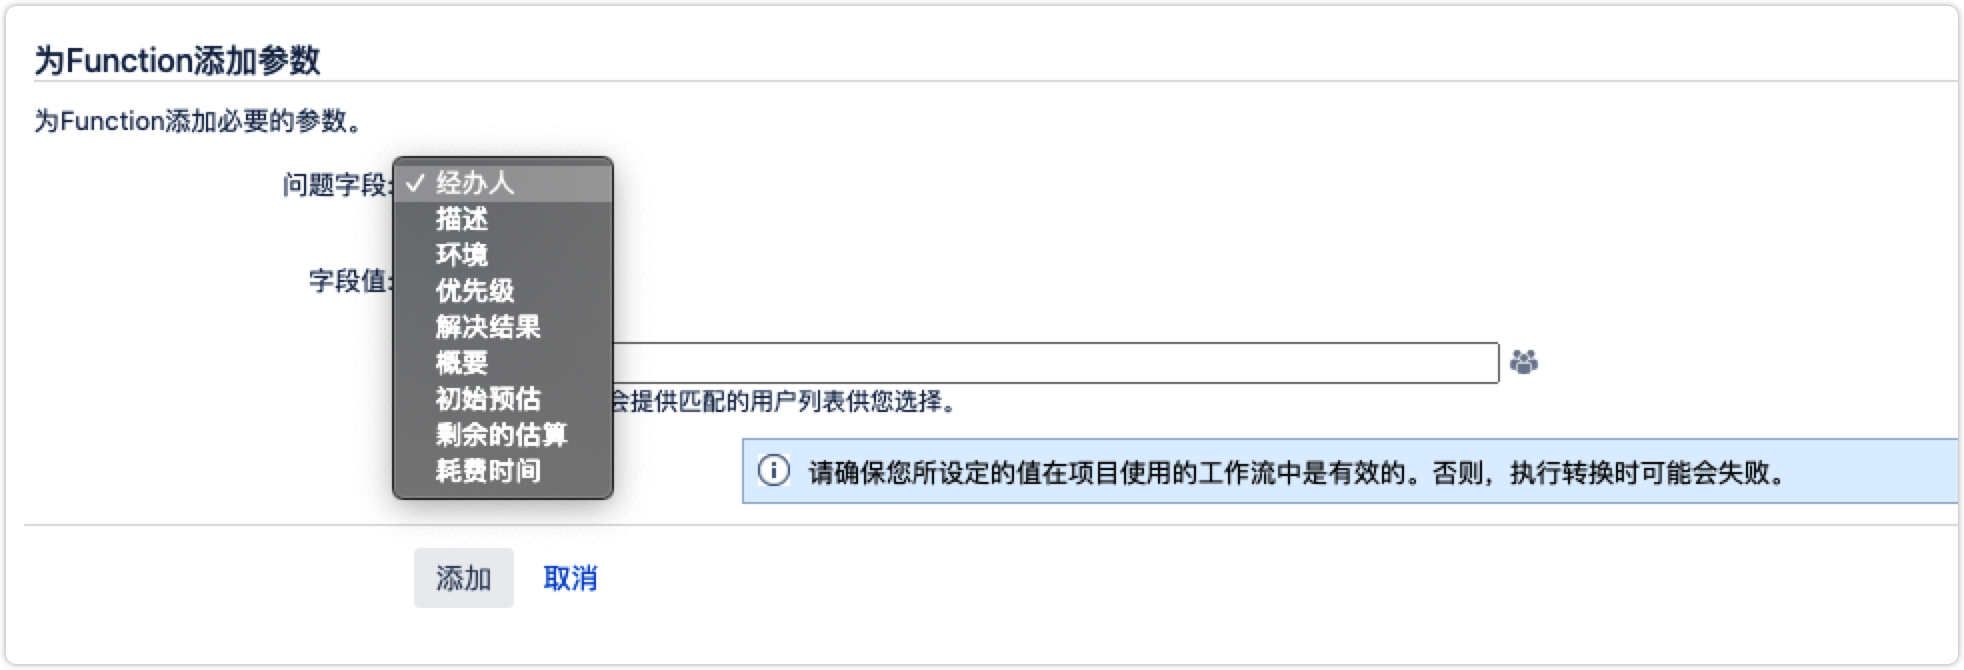 为Function添加参数
为Function添加必要的参数。
问题字段:
✓ 经办人
描述
环境
优先级
解决结果
概要
初始预估
剩余的估算
耗费时间
字段值:
会提供匹配的用户列表供您选择。
请确保您所设定的值在项目使用的工作流中是有效的。否则，执行转换时可能会失败。
添加 取消